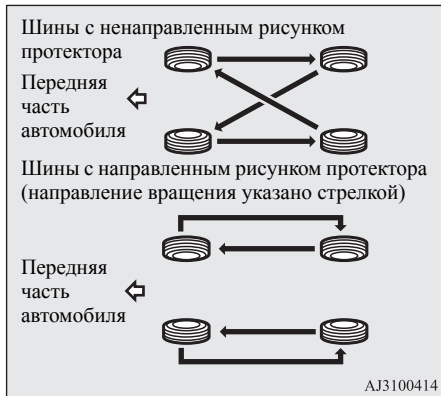 Шины с ненаправленным рисунком
протектора
Передняя
часть
автомобиля
Шины с направленным рисунком протектора
(направление вращения указано стрелкой)
Передняя
часть
автомобиля
AJ3100414